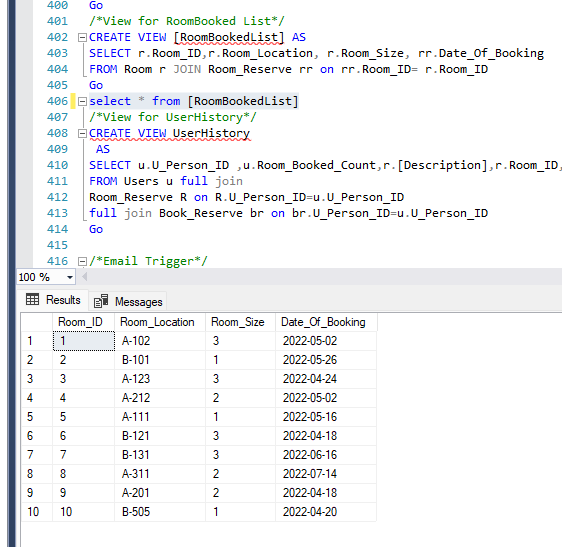 400 Go
401 /*View for RoomBooked List*/
402 CREATE VIEW [RoomBookedList] AS
403 SELECT r.Room_ID,r.Room_Location, r.Room_Size, rr.Date_Of_Booking
404 FROM Room r JOIN Room_Reserve rr on rr.Room_ID= r.Room_ID
405 Go
406 select * from [RoomBookedList]
407 /*View for UserHistory*/
408 CREATE VIEW UserHistory
409 AS
410 SELECT u.U_Person_ID ,u.Room_Booked_Count,r.[Description],r.Room_ID,
411 FROM Users u full join
412 Room_Reserve R on R.U_Person_ID=u.U_Person_ID
413 full join Book_Reserve br on br.U_Person_ID=u.U_Person_ID
414 Go
415
416 /*Email Trigger*/
100 %
Results Messages
Room_ID Room_Location Room_Size Date_Of_Booking
1 1 A-102 3 2022-05-02
2 2 B-101 1 2022-05-26
3 3 A-123 3 2022-04-24
4 4 A-212 2 2022-05-02
5 5 A-111 1 2022-05-16
6 6 B-121 3 2022-04-18
7 7 B-131 3 2022-06-16
8 8 A-311 2 2022-07-14
9 9 A-201 2 2022-04-18
10 10 B-505 1 2022-04-20